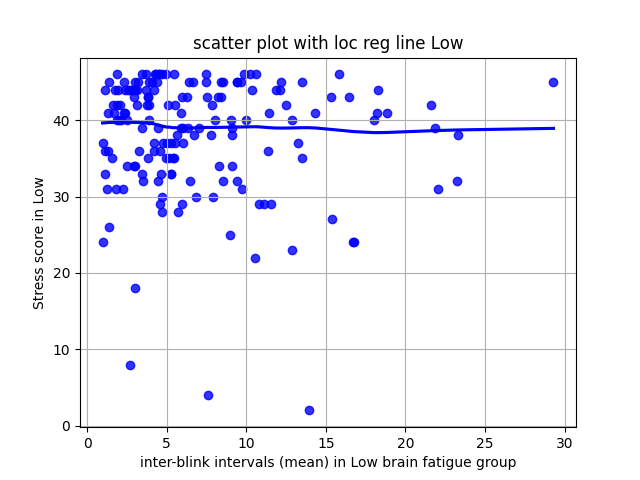 scatter plot with loc reg line Low
Stress score in Low
40
30
20
10
0
0 5 10 15 20 25 30
inter-blink intervals (mean) in Low brain fatigue group